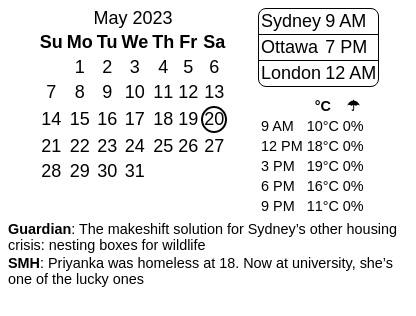 May 2023
Su Mo Tu We Th Fr Sa
1 2 3 4 5 6
7 8 9 10 11 12 13
14 15 16 17 18 19 20
21 22 23 24 25 26 27
28 29 30 31
Sydney 9 AM
Ottawa 7 PM
London 12 AM
°C ☂
9 AM 10°C 0%
12 PM 18°C 0%
3 PM 19°C 0%
6 PM 16°C 0%
9 PM 11°C 0%
Guardian: The makeshift solution for Sydney’s other housing
crisis: nesting boxes for wildlife
SMH: Priyanka was homeless at 18. Now at university, she’s
one of the lucky ones